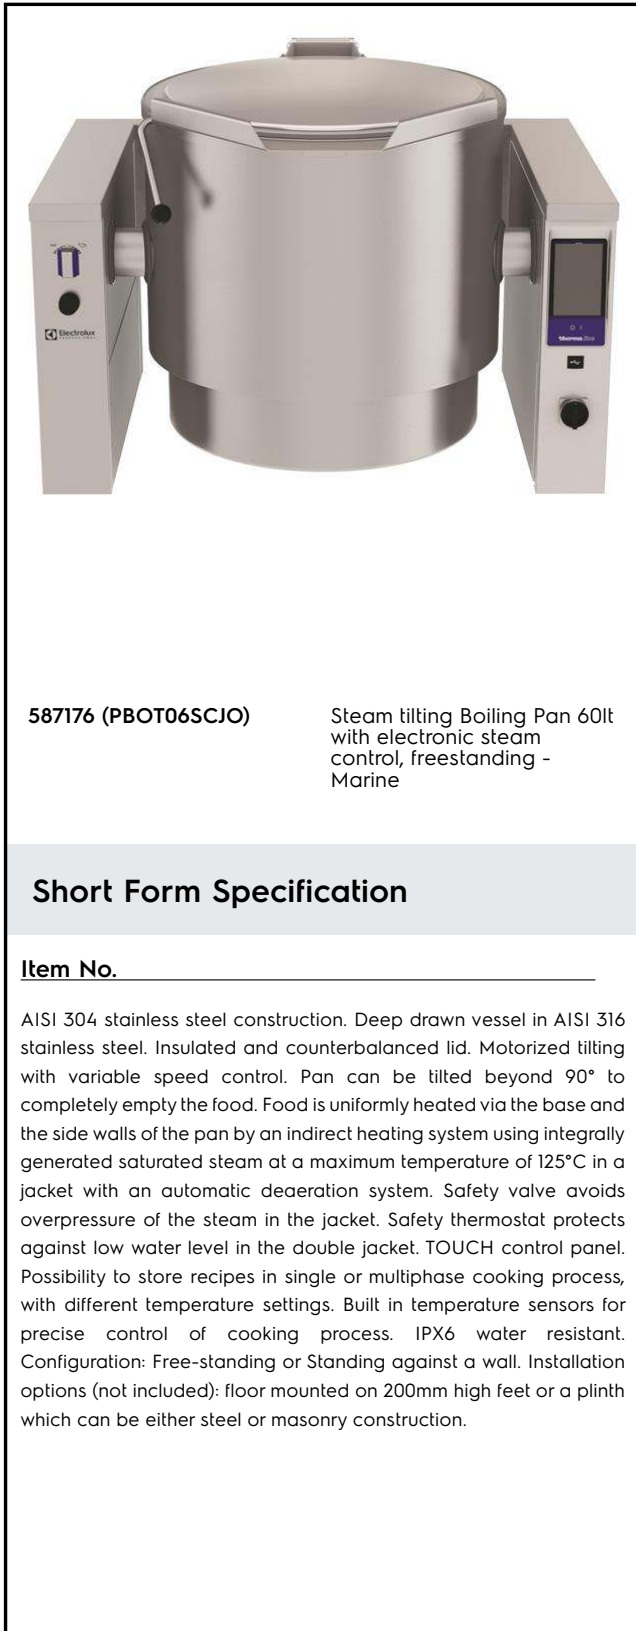 Electrolux
PROFESSIONAL
thermaline
587176 (PBOT06SCJO)
Steam tilting Boiling Pan 60lt
with electronic steam
control, freestanding -
Marine
Short Form Specification
Item No.
AISI 304 stainless steel construction. Deep drawn vessel in AISI 316
stainless steel. Insulated and counterbalanced lid. Motorized tilting
with variable speed control. Pan can be tilted beyond 90° to
completely empty the food. Food is uniformly heated via the base and
the side walls of the pan by an indirect heating system using integrally
generated saturated steam at a maximum temperature of 125°C in a
jacket with an automatic deaeration system. Safety valve avoids
overpressure of the steam in the jacket. Safety thermostat protects
against low water level in the double jacket. TOUCH control panel.
Possibility to store recipes in single or multiphase cooking process,
with different temperature settings. Built in temperature sensors for
precise control of cooking process. IPX6 water resistant.
Configuration: Free-standing or Standing against a wall. Installation
options (not included): floor mounted on 200mm high feet or a plinth
which can be either steel or masonry construction.